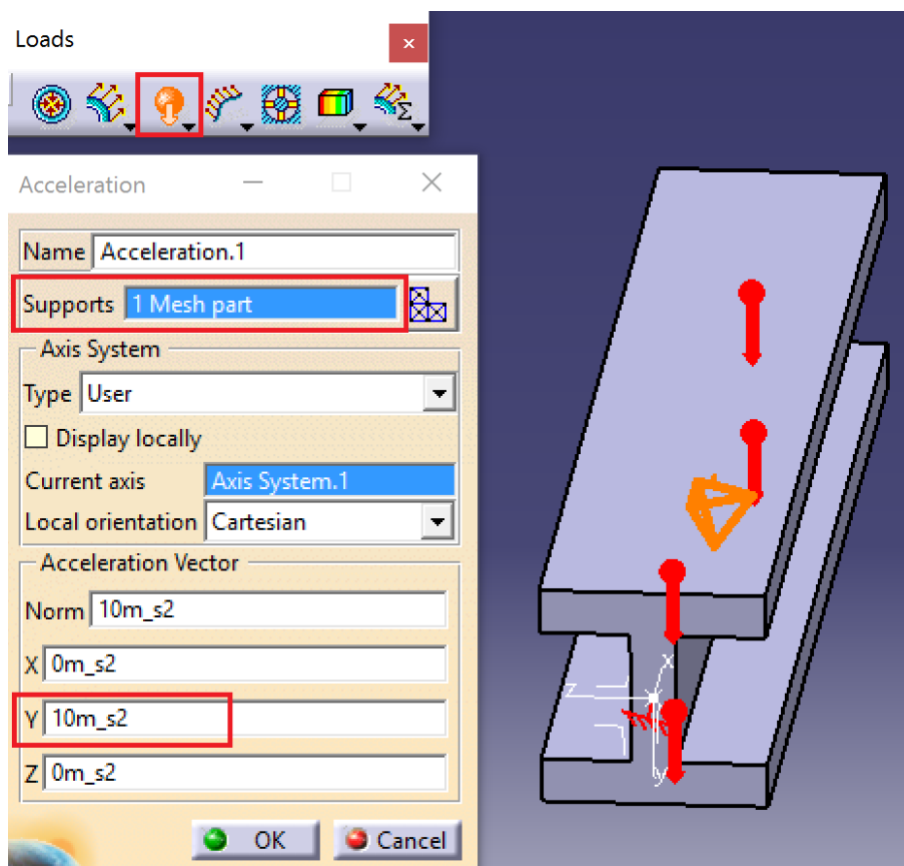 Loads
Acceleration
Name Acceleration.1
Supports 1 Mesh part
Axis System
Type User
Display locally
Current axis Axis System.1
Local orientation Cartesian
Acceleration Vector
Norm 10m_s2
X 0m_s2
Y 10m_s2
Z 0m_s2
OK Cancel
x
z
y